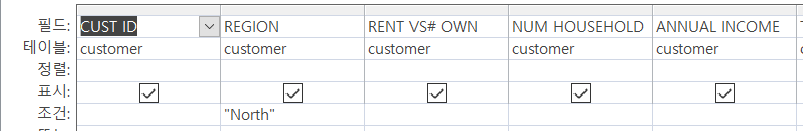 필드: CUST ID REGION RENT VS# OWN NUM HOUSEHOLD ANNUAL INCOME
테이블: customer customer customer customer customer
정렬:
표시:
조건: "North"